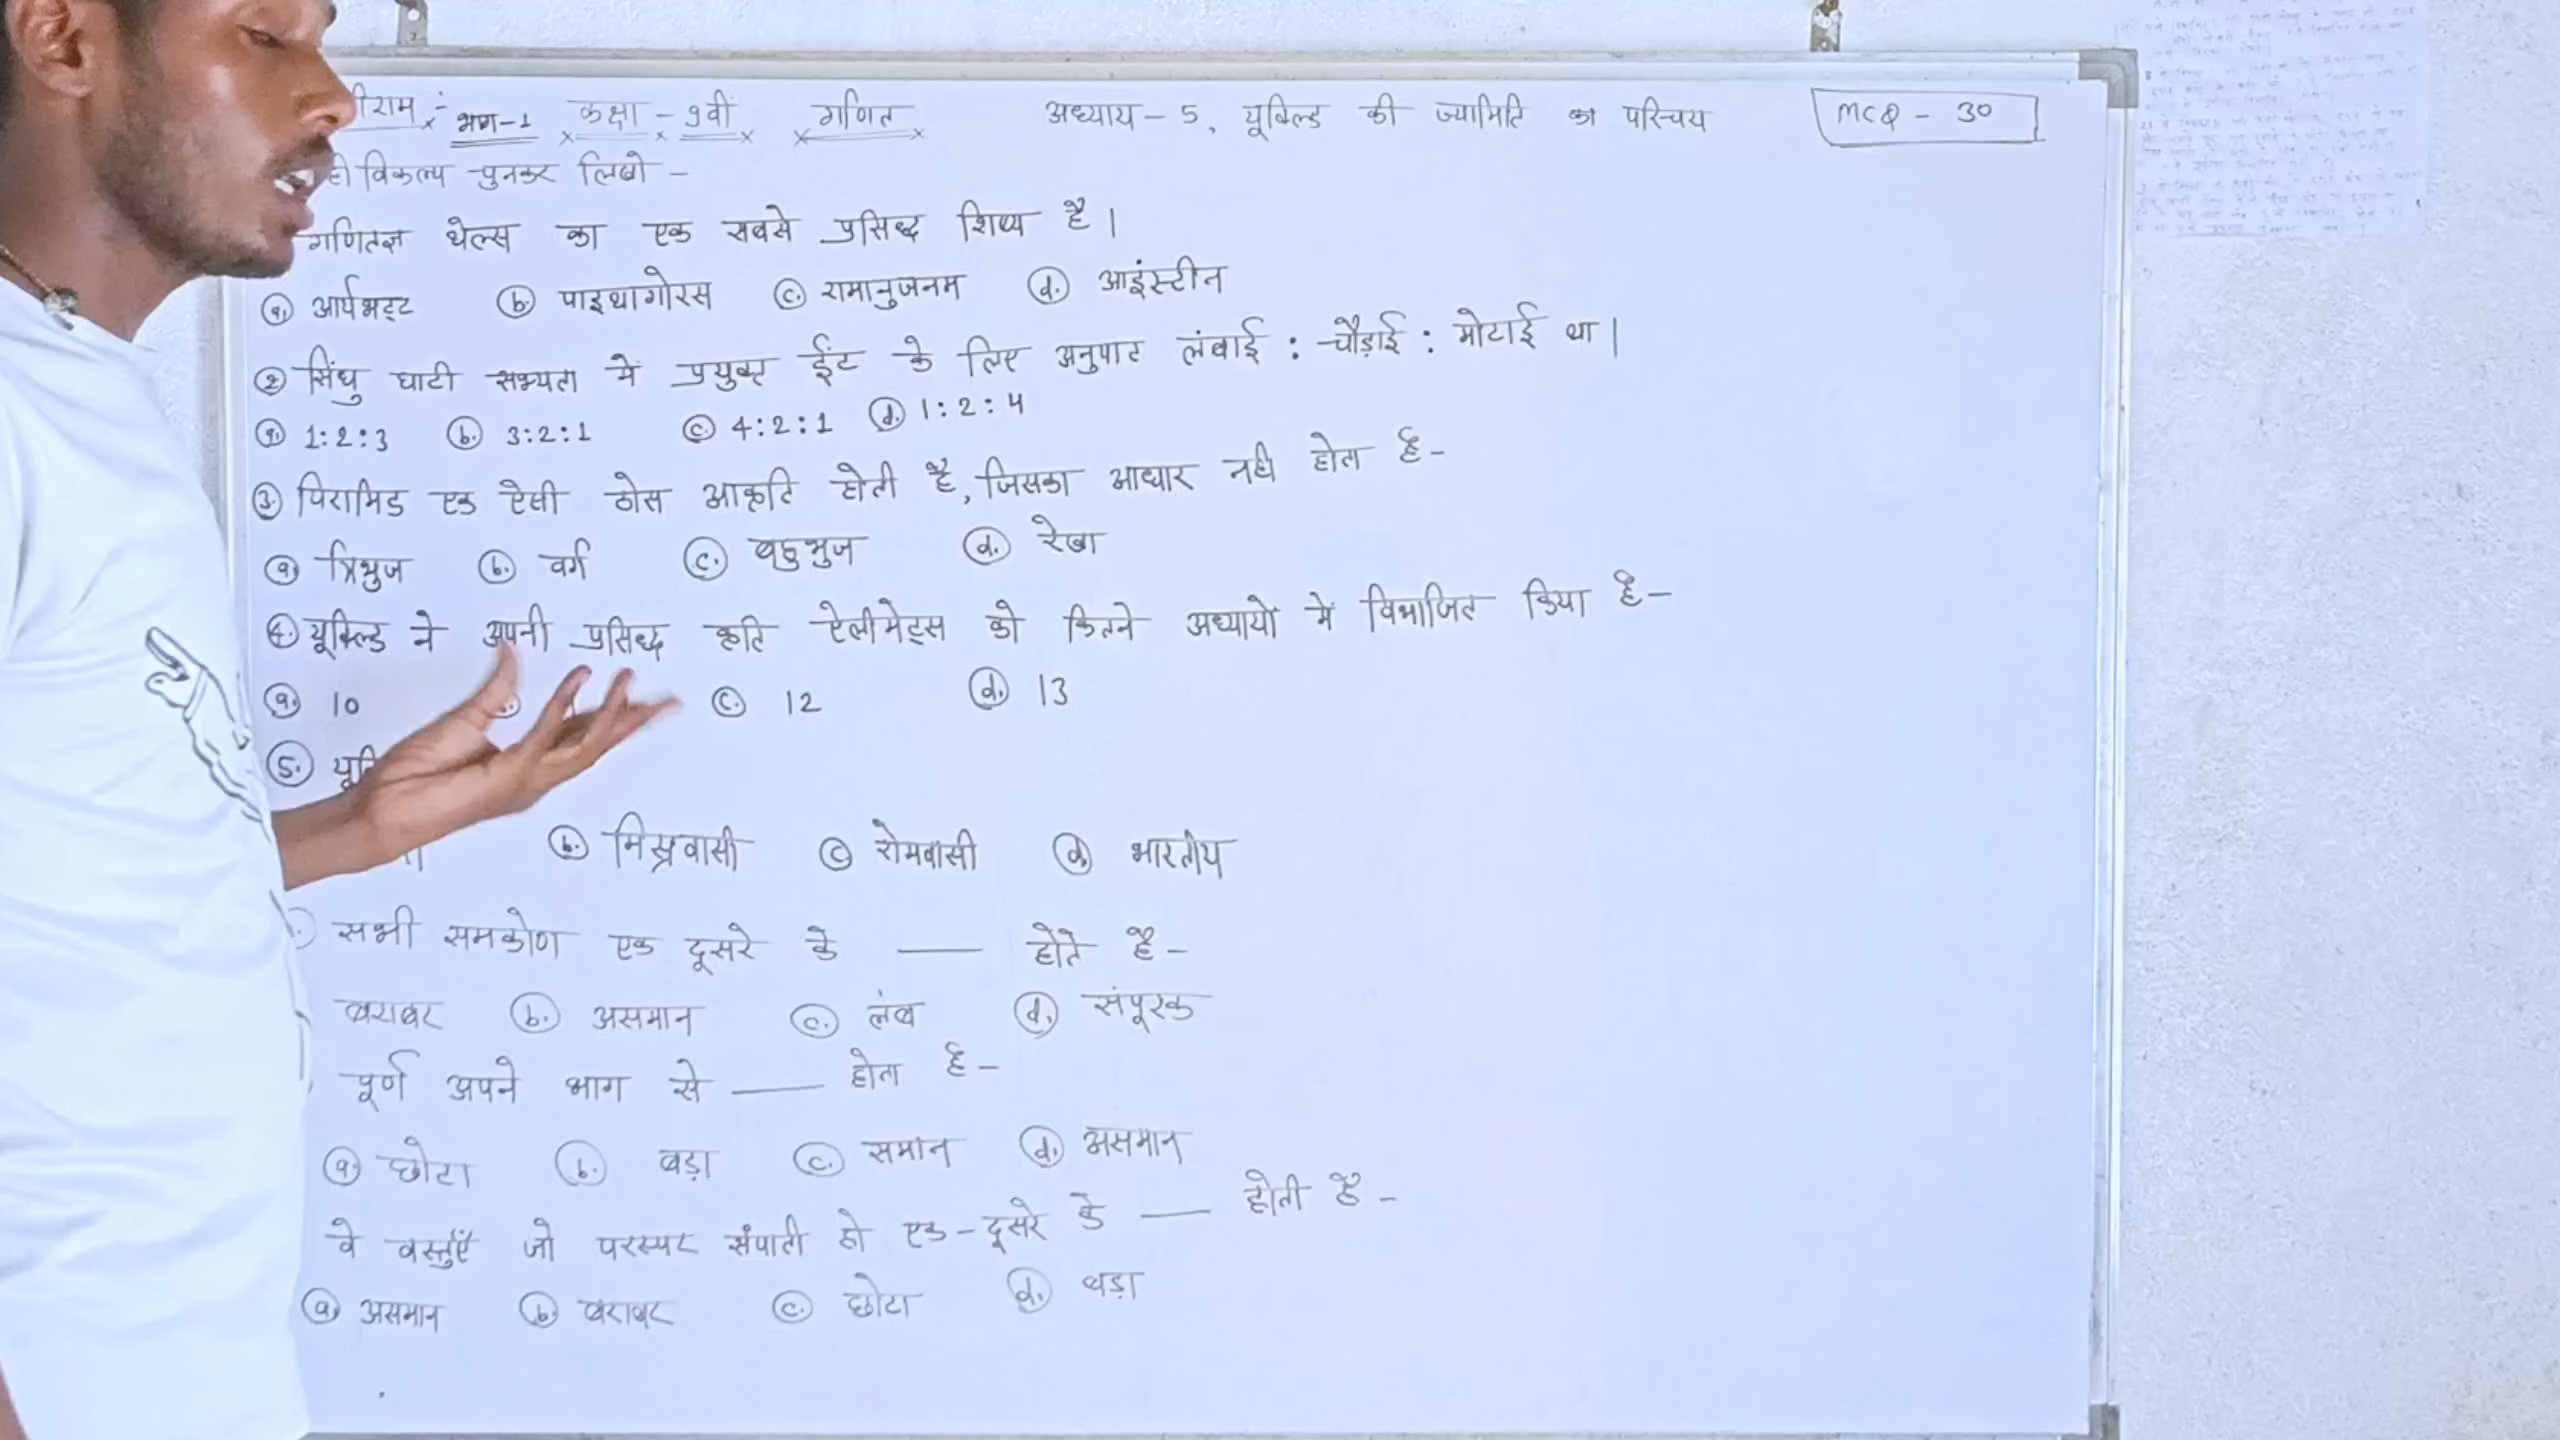 भाग-1 कक्षा - 9वी गणित अध्याय - 5, यूक्लिड की ज्यामिति का परिचय MCQ - 30
विकल्प चुनकर लिखो -
गणितज्ञ थेल्स का एक सबसे प्रसिद्ध शिष्य है |
a. आर्यभट्ट b. पाइथागोरस c. रामानुजनम d. आइंस्टीन
2 सिंधु घाटी सभ्यता में प्रयुक्त ईंट के लिए अनुपात लंबाई : चौड़ाई : मोटाई था |
a. 1:2:3 b. 3:2:1 c. 4:2:1 d. 1:2:4
3. पिरामिड एक ऐसी ठोस आकृति होती है, जिसका आधार नही होता है -
a. त्रिभुज b. वर्ग c. बहुभुज d. रेखा
4. यूक्लिड ने अपनी प्रसिद्ध कृति ऐलीमेंट्स को कितने अध्यायो में विभाजित किया है -
a. 10 c. 12 d. 13
5.
b. मिस्रवासी c रोमवासी d. भारतीय
सभी समकोण एक दूसरे के ___ होते है -
बराबर b. असमान c. लंब d. संपूरक
पूर्ण अपने भाग से ___ होता है -
a. छोटा b. बड़ा c. समान d. असमान
वे वस्तुएँ जो परस्पर संपाती हो एक-दूसरे के ___ होती है -
a. असमान b. बराबर c. छोटा d. बड़ा